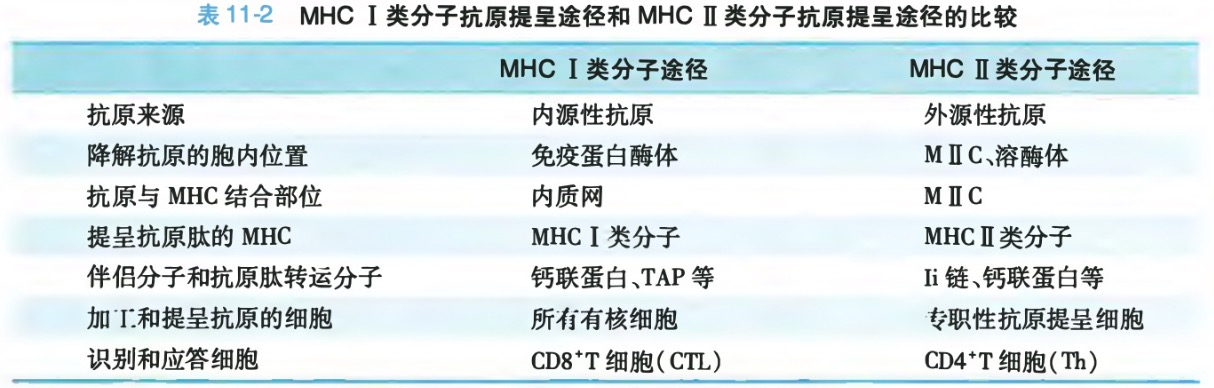 表 11-2 MHC Ⅰ类分子抗原提呈途径和 MHC Ⅱ类分子抗原提呈途径的比较
MHC Ⅰ类分子途径 MHC Ⅱ类分子途径
抗原来源 内源性抗原 外源性抗原
降解抗原的胞内位置 免疫蛋白酶体 MⅡC、溶酶体
抗原与 MHC 结合部位 内质网 MⅡC
提呈抗原肽的 MHC MHCⅠ类分子 MHCⅡ类分子
伴侣分子和抗原肽转运分子 钙联蛋白、TAP 等 Ii 链、钙联蛋白等
加工和提呈抗原的细胞 所有有核细胞 专职性抗原提呈细胞
识别和应答细胞 CD8⁺T 细胞(CTL) CD4⁺T 细胞(Th)